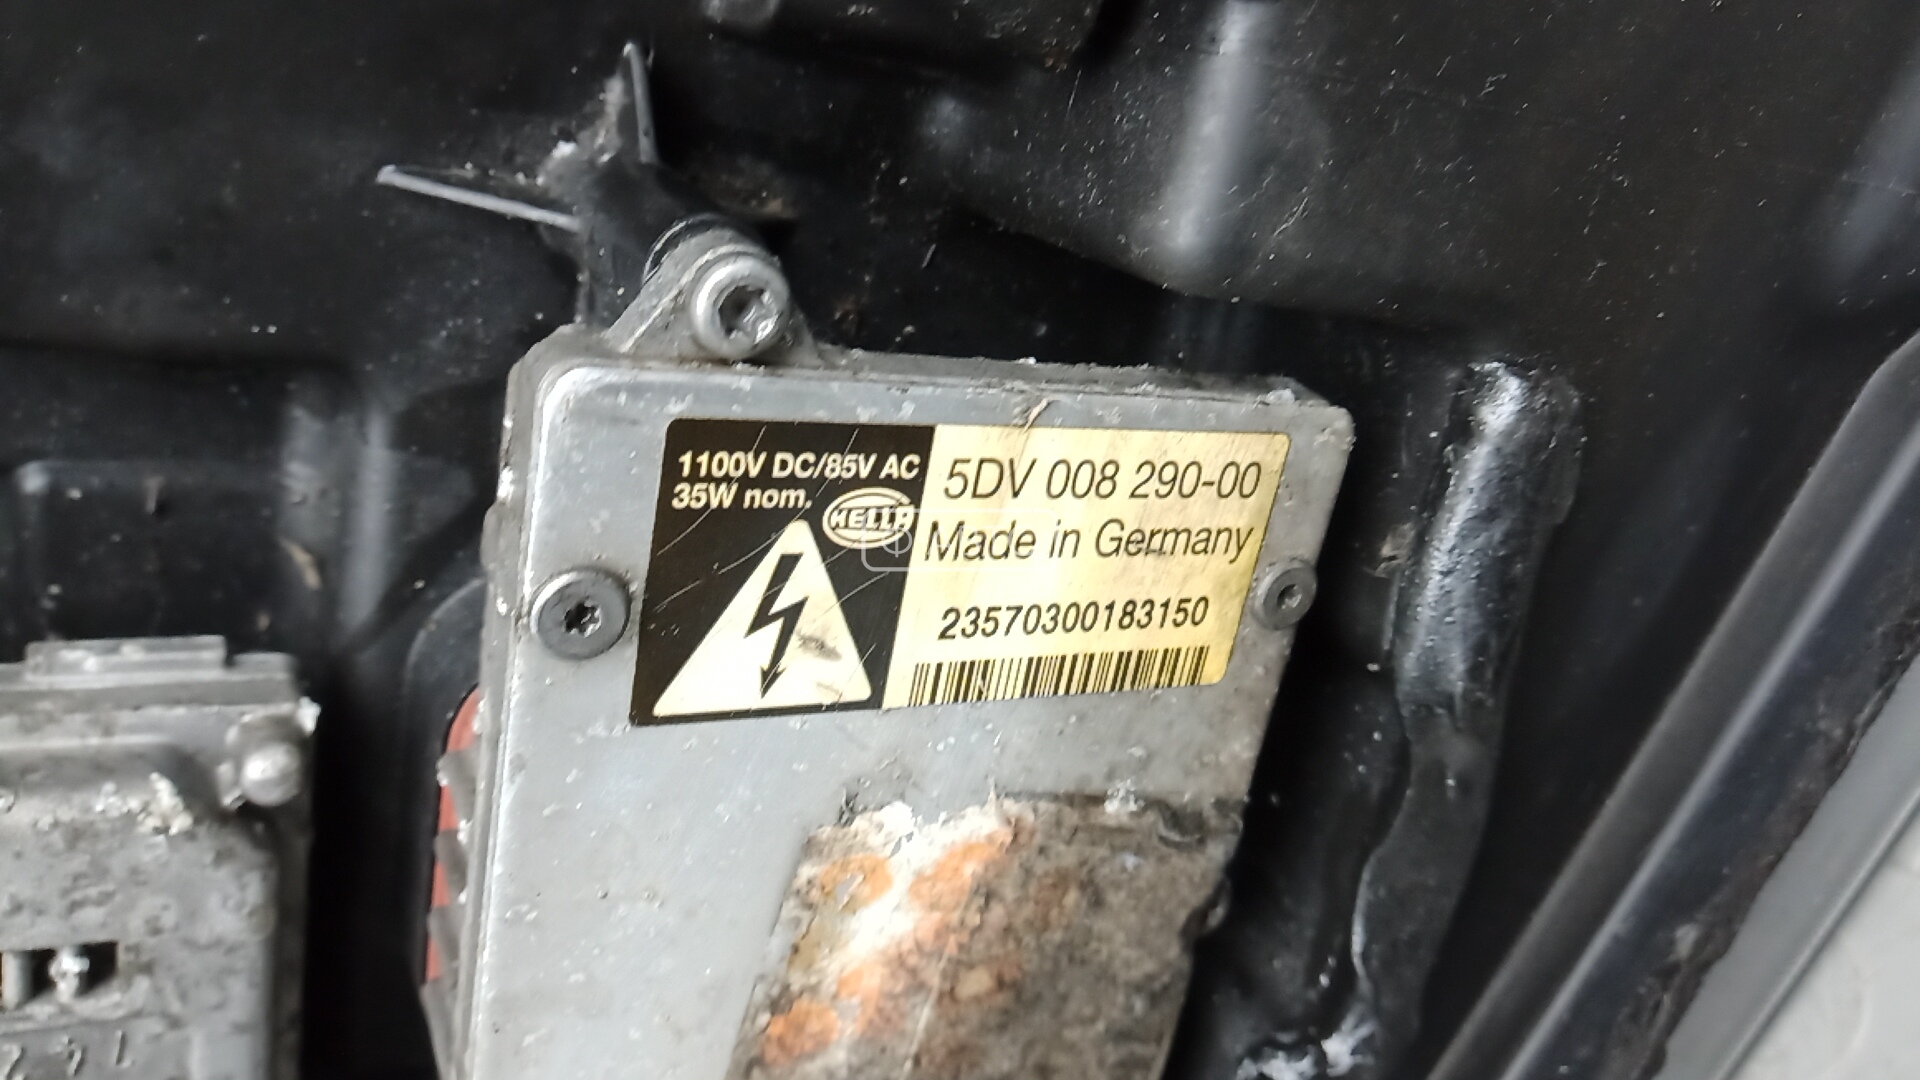 1100V DC/85V AC
35W nom.
HELLA
5DV 008 290-00
Made in Germany
23570300183150